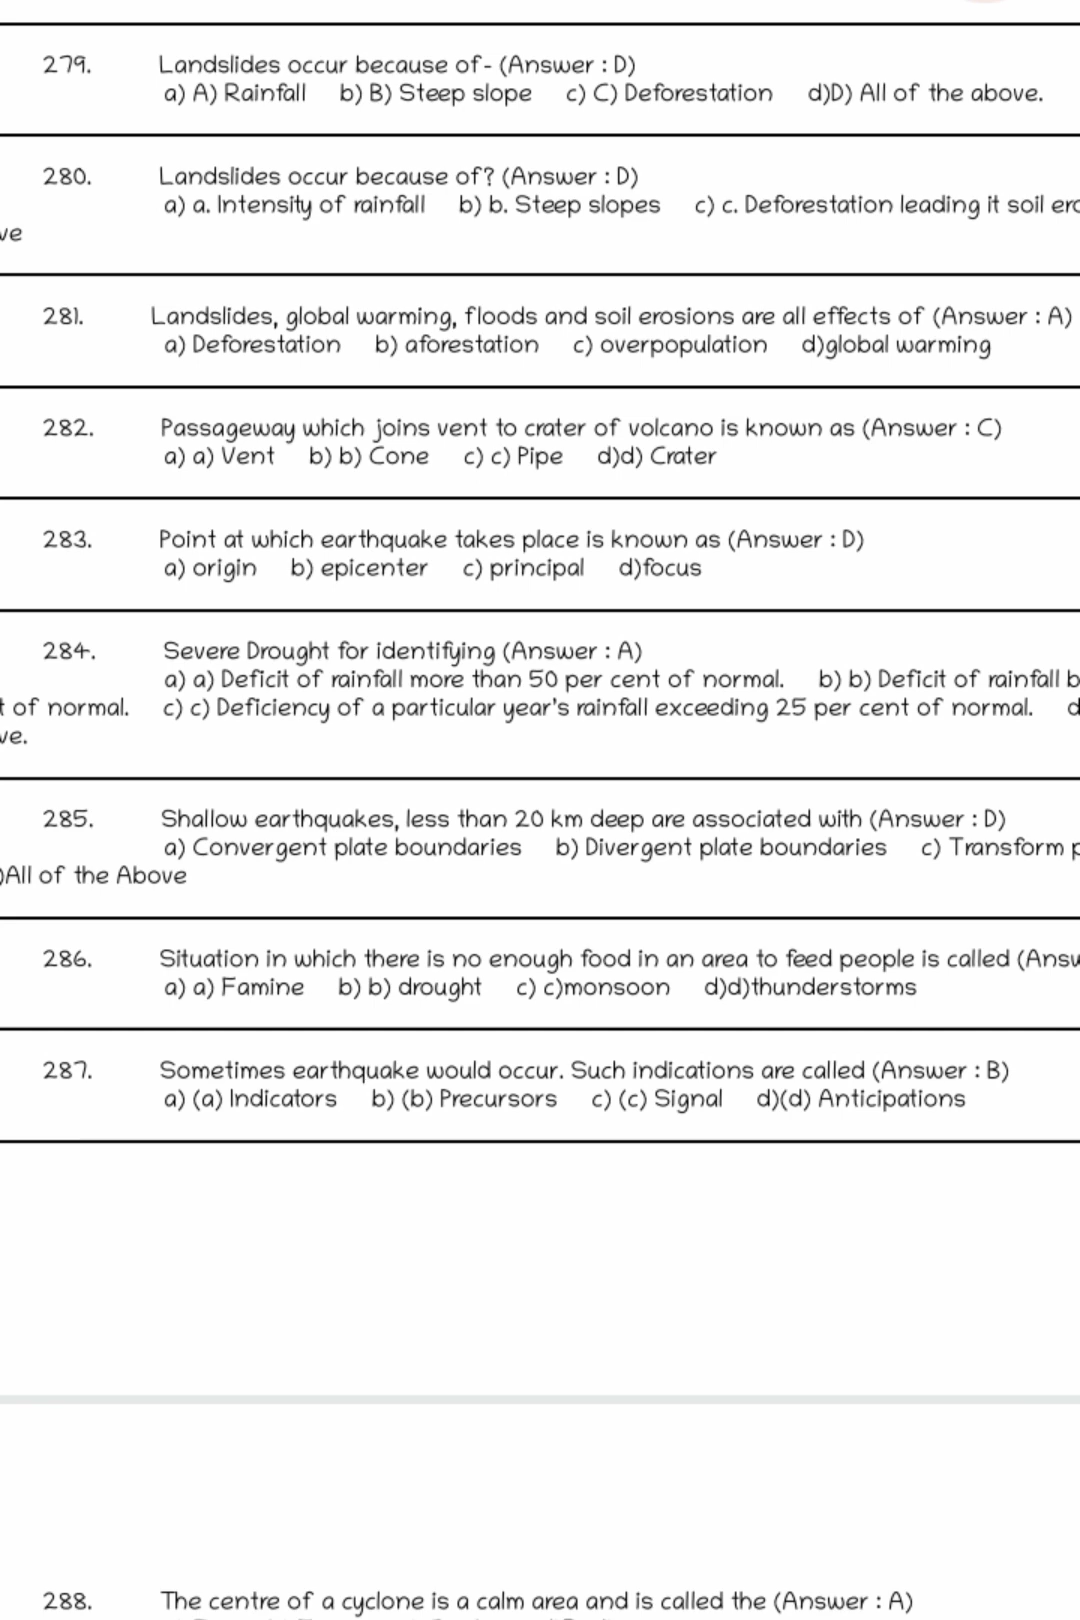 279. Landslides occur because of- (Answer : D)
a) A) Rainfall b) B) Steep slope c) C) Deforestation d)D) All of the above.
280. Landslides occur because of? (Answer : D)
a) a. Intensity of rainfall b) b. Steep slopes c) c. Deforestation leading it soil ero
ve
281. Landslides, global warming, floods and soil erosions are all effects of (Answer : A)
a) Deforestation b) aforestation c) overpopulation d)global warming
282. Passageway which joins vent to crater of volcano is known as (Answer : C)
a) a) Vent b) b) Cone c) c) Pipe d)d) Crater
283. Point at which earthquake takes place is known as (Answer : D)
a) origin b) epicenter c) principal d)focus
284. Severe Drought for identifying (Answer : A)
a) a) Deficit of rainfall more than 50 per cent of normal. b) b) Deficit of rainfall b
t of normal. c) c) Deficiency of a particular year's rainfall exceeding 25 per cent of normal. d
ve.
285. Shallow earthquakes, less than 20 km deep are associated with (Answer : D)
a) Convergent plate boundaries b) Divergent plate boundaries c) Transform p
)All of the Above
286. Situation in which there is no enough food in an area to feed people is called (Answ
a) a) Famine b) b) drought c) c)monsoon d)d)thunderstorms
287. Sometimes earthquake would occur. Such indications are called (Answer : B)
a) (a) Indicators b) (b) Precursors c) (c) Signal d)(d) Anticipations
288. The centre of a cyclone is a calm area and is called the (Answer : A)